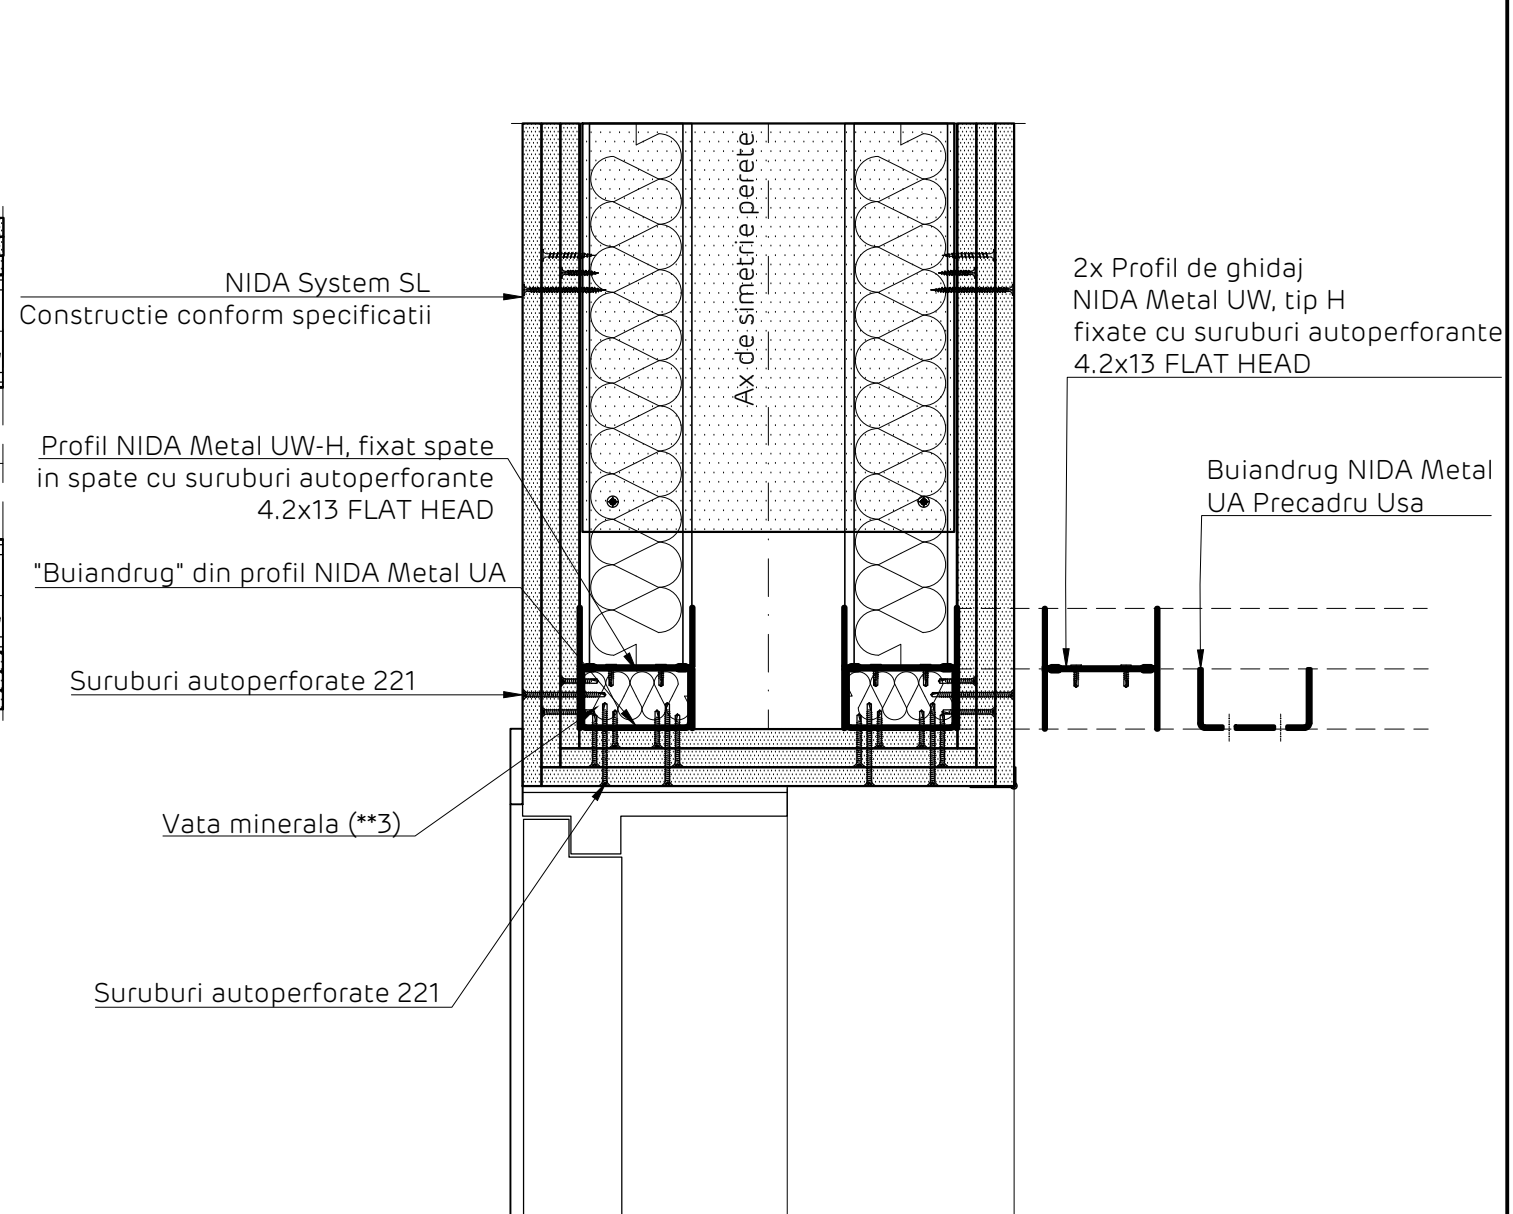 Ax de simetrie perete
NIDA System SL
Constructie conform specificatii
2x Profil de ghidaj
NIDA Metal UW, tip H
fixate cu suruburi autoperforante
4.2x13 FLAT HEAD
Profil NIDA Metal UW-H, fixat spate
in spate cu suruburi autoperforante
4.2x13 FLAT HEAD
Buiandrug NIDA Metal
UA Precadru Usa
"Buiandrug" din profil NIDA Metal UA
Suruburi autoperforate 221
Vata minerala (**3)
Suruburi autoperforate 221